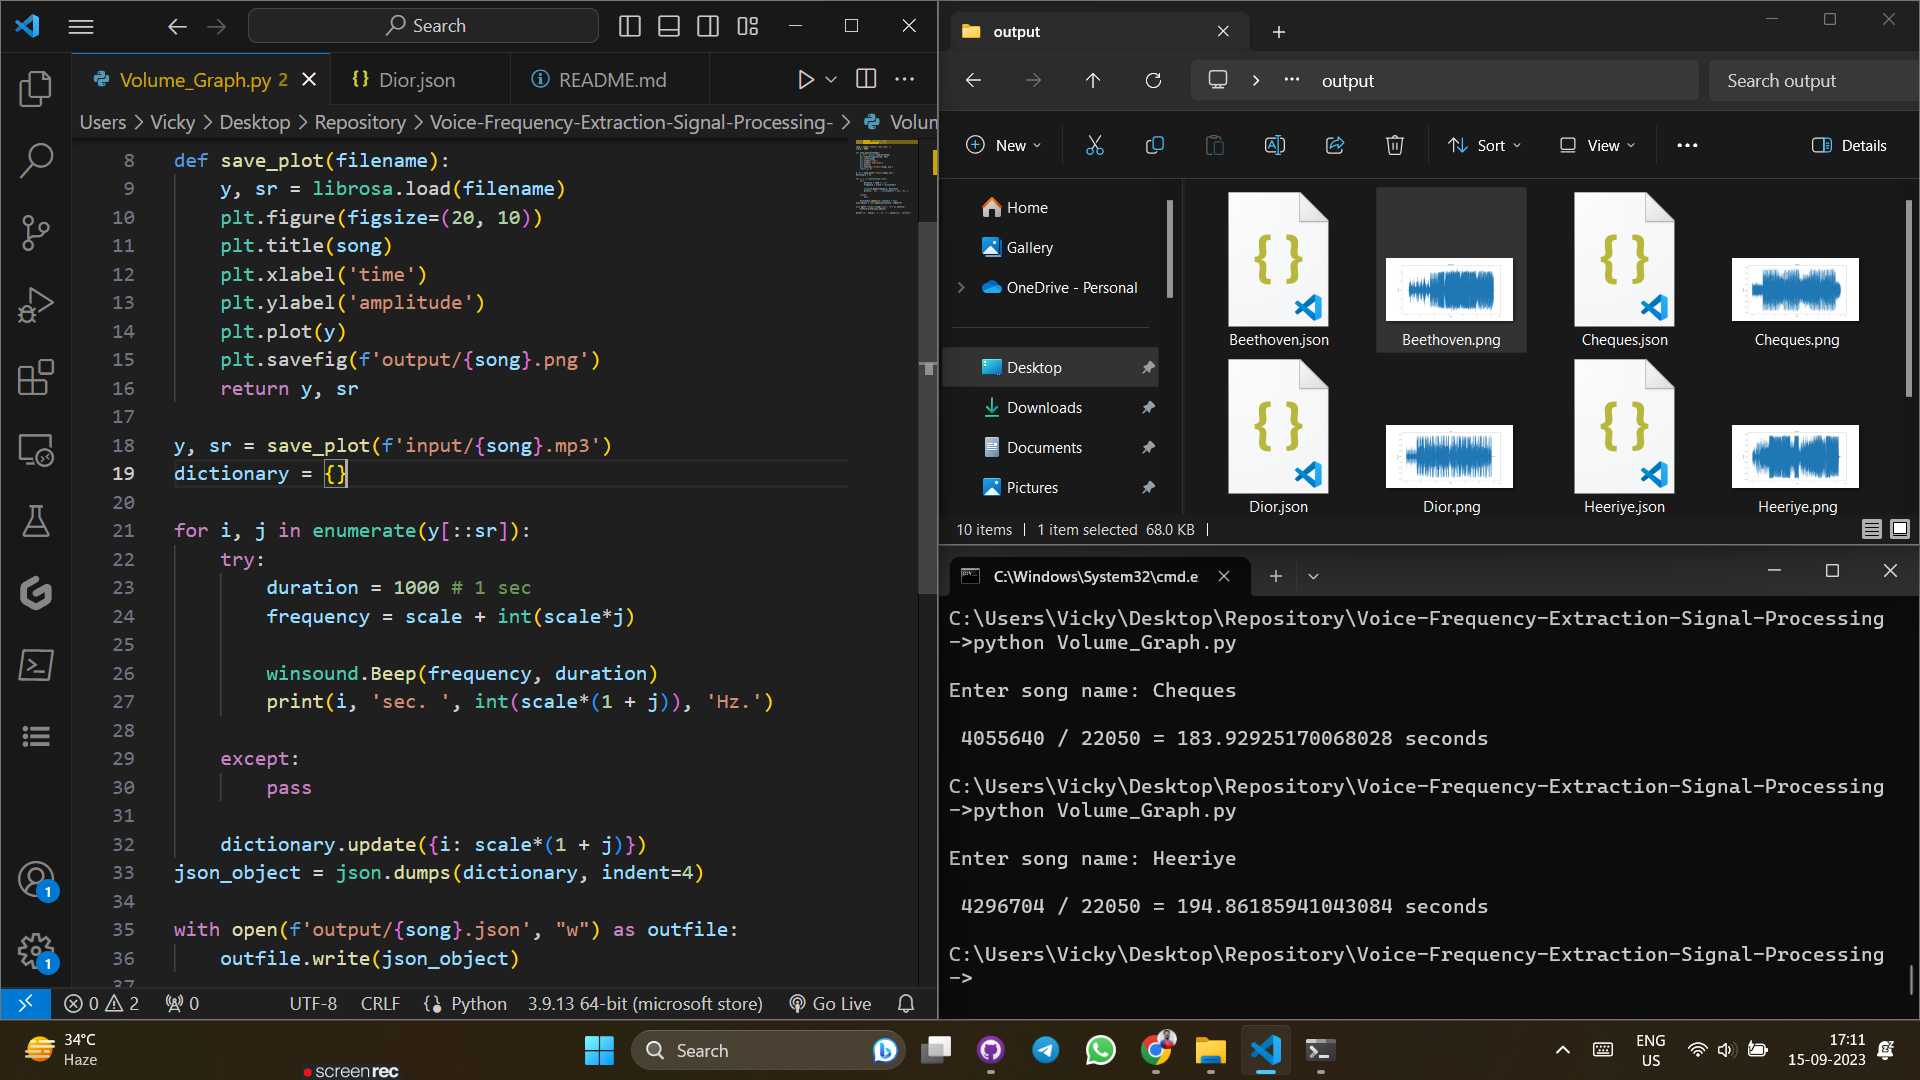 Search
Volume_Graph.py 2
Dior.json
README.md
Users > Vicky > Desktop > Repository > Voice-Frequency-Extraction-Signal-Processing- > Volum
8 def save_plot(filename):
9 y, sr = librosa.load(filename)
10 plt.figure(figsize=(20, 10))
11 plt.title(song)
12 plt.xlabel('time')
13 plt.ylabel('amplitude')
14 plt.plot(y)
15 plt.savefig(f'output/{song}.png')
16 return y, sr
17
18 y, sr = save_plot(f'input/{song}.mp3')
19 dictionary = {}
20
21 for i, j in enumerate(y[::sr]):
22 try:
23 duration = 1000 # 1 sec
24 frequency = scale + int(scale*j)
25
26 winsound.Beep(frequency, duration)
27 print(i, 'sec. ', int(scale*(1 + j)), 'Hz.')
28
29 except:
30 pass
31
32 dictionary.update({i: scale*(1 + j)})
33 json_object = json.dumps(dictionary, indent=4)
34
35 with open(f'output/{song}.json', "w") as outfile:
36 outfile.write(json_object)
37
1
1
0 2 0 UTF-8 CRLF Python 3.9.13 64-bit (microsoft store) Go Live
output
output
Search output
New
Sort
View
Details
Home
Gallery
OneDrive - Personal
Desktop
Downloads
Documents
Pictures
Beethoven.json
Beethoven.png
Cheques.json
Cheques.png
Dior.json
Dior.png
Heeriye.json
Heeriye.png
10 items | 1 item selected 68.0 KB |
C:\Windows\System32\cmd.e
C:\Users\Vicky\Desktop\Repository\Voice-Frequency-Extraction-Signal-Processing
->python Volume_Graph.py
Enter song name: Cheques
4055640 / 22050 = 183.92925170068028 seconds
C:\Users\Vicky\Desktop\Repository\Voice-Frequency-Extraction-Signal-Processing
->python Volume_Graph.py
Enter song name: Heeriye
4296704 / 22050 = 194.86185941043084 seconds
C:\Users\Vicky\Desktop\Repository\Voice-Frequency-Extraction-Signal-Processing
->
34°C
Haze
screenrec
Search
ENG
US
17:11
15-09-2023